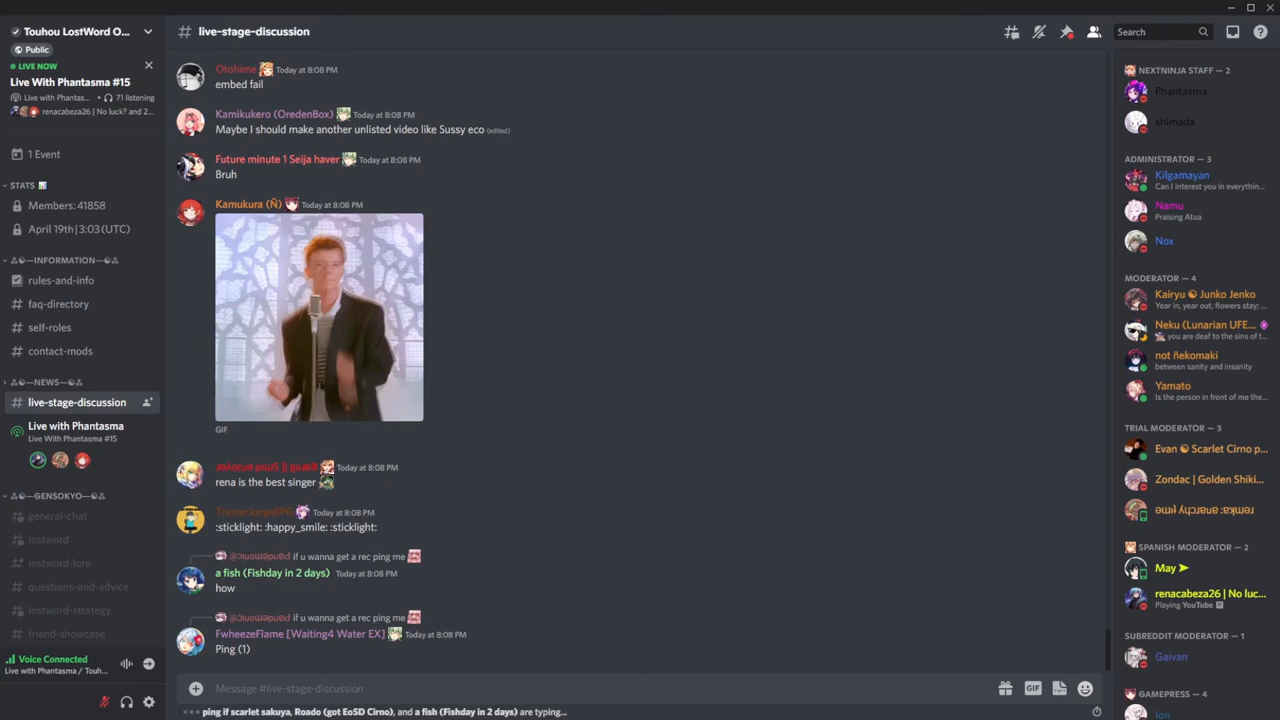 Touhou LostWord O...
Public
LIVE NOW
Live With Phantasma #15
Live with Phantas... • 71 listening
renacabeza26 | No luck? and 2...
1 Event
STATS 📊
Members: 41858
April 19th|3:03(UTC)
—INFORMATION—
rules-and-info
faq-directory
self-roles
contact-mods
—NEWS—
live-stage-discussion
Live with Phantasma
Live With Phantasma #15
—GENSOKYO—
general-chat
lostword
lostword-lore
questions-and-advice
lostword-strategy
friend-showcase
Voice Connected
Live with Phantasma / Touh...
live-stage-discussion
Search
Otohime Today at 8:08 PM
embed fail
Kamikukero (OredenBox) Today at 8:08 PM
Maybe I should make another unlisted video like Sussy eco (edited)
Future minute 1 Seija haver Today at 8:08 PM
Bruh
Kamukura (Ñ) Today at 8:08 PM
GIF
Today at 8:08 PM
rena is the best singer
TrainerJorgeRPG Today at 8:08 PM
:sticklight: :happy_smile: :sticklight:
if u wanna get a rec ping me
a fish (Fishday in 2 days) Today at 8:08 PM
how
if u wanna get a rec ping me
FwheezeFlame [Waiting4 Water EX] Today at 8:08 PM
Ping (1)
Message #live-stage-discussion
GIF
ping if scarlet sakuya, Roado (got EoSD Cirno), and a fish (Fishday in 2 days) are typing...
NEXTNINJA STAFF — 2
Phantasma
shimada
ADMINISTRATOR — 3
Kilgamayan
Can I interest you in everythin...
Namu
Praising Atua
Nox
MODERATOR — 4
Kairyu ☯ Junko Jenko
Year in, year out, flowers stay;...
Neku (Lunarian UFE...
you are deaf to the sins of t...
not ñekomaki
between sanity and insanity
Yamato
Is the person in front of me the...
TRIAL MODERATOR — 3
Evan ☯ Scarlet Cirno p...
Zondac | Golden Shiki...
SPANISH MODERATOR — 2
May ➤
renacabeza26 | No luc...
Playing YouTube
SUBREDDIT MODERATOR — 1
Gaivan
GAMEPRESS — 4
Ion